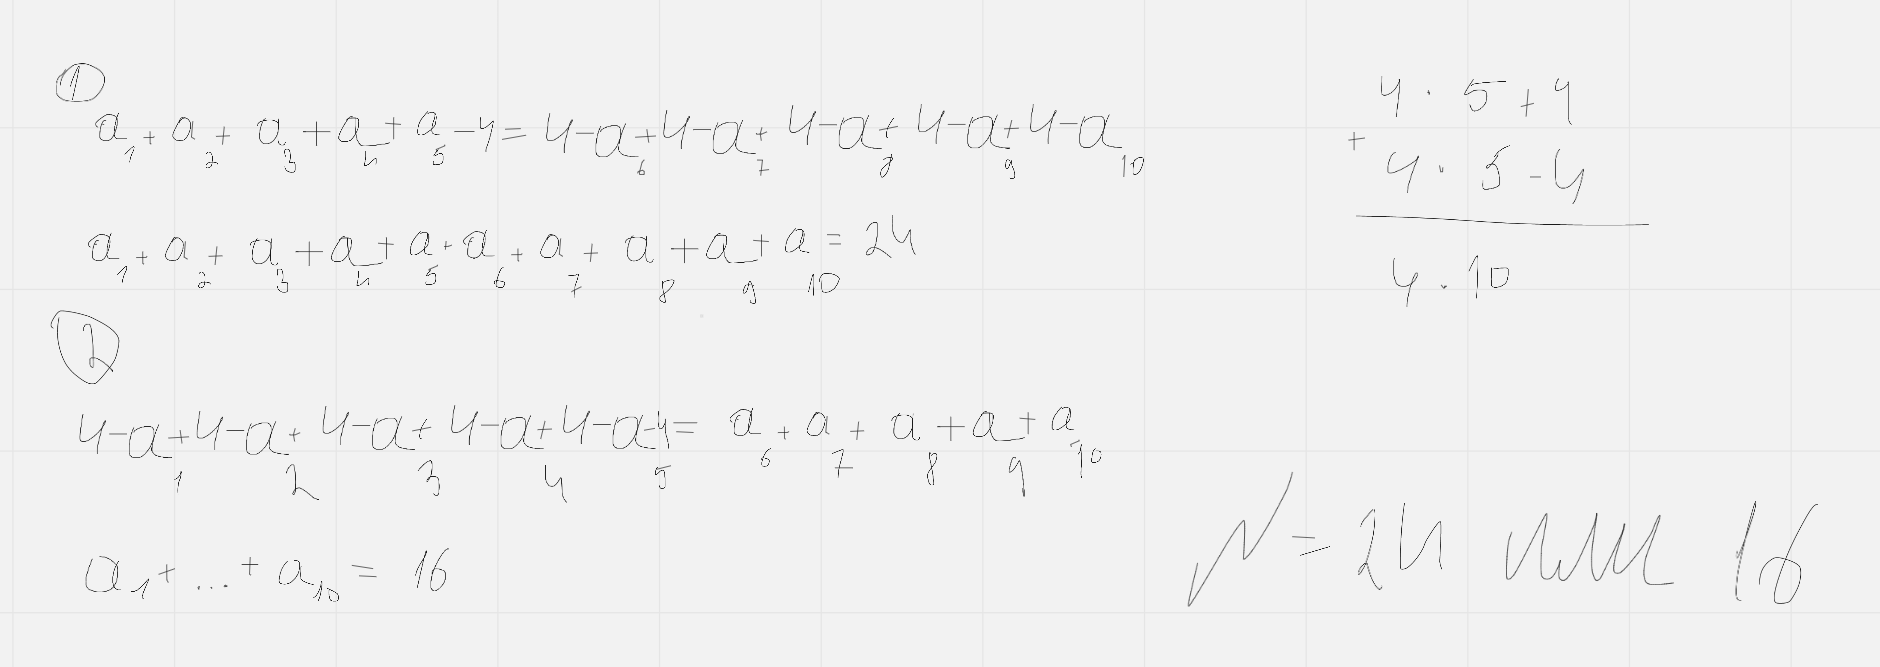 ①
a₁ + a₂ + a₃ + a₄ + a₅ - 4 = 4 - a₆ + 4 - a₇ + 4 - a₈ + 4 - a₉ + 4 - a₁₀
a₁ + a₂ + a₃ + a₄ + a₅ + a₆ + a₇ + a₈ + a₉ + a₁₀ = 24
②
4 - a₁ + 4 - a₂ + 4 - a₃ + 4 - a₄ + 4 - a₅ - 4 = a₆ + a₇ + a₈ + a₉ + a₁₀
a₁ + ... + a₁₀ = 16
4 · 5 + 4
+
4 · 5 - 4
4 · 10
N = 24 или 16